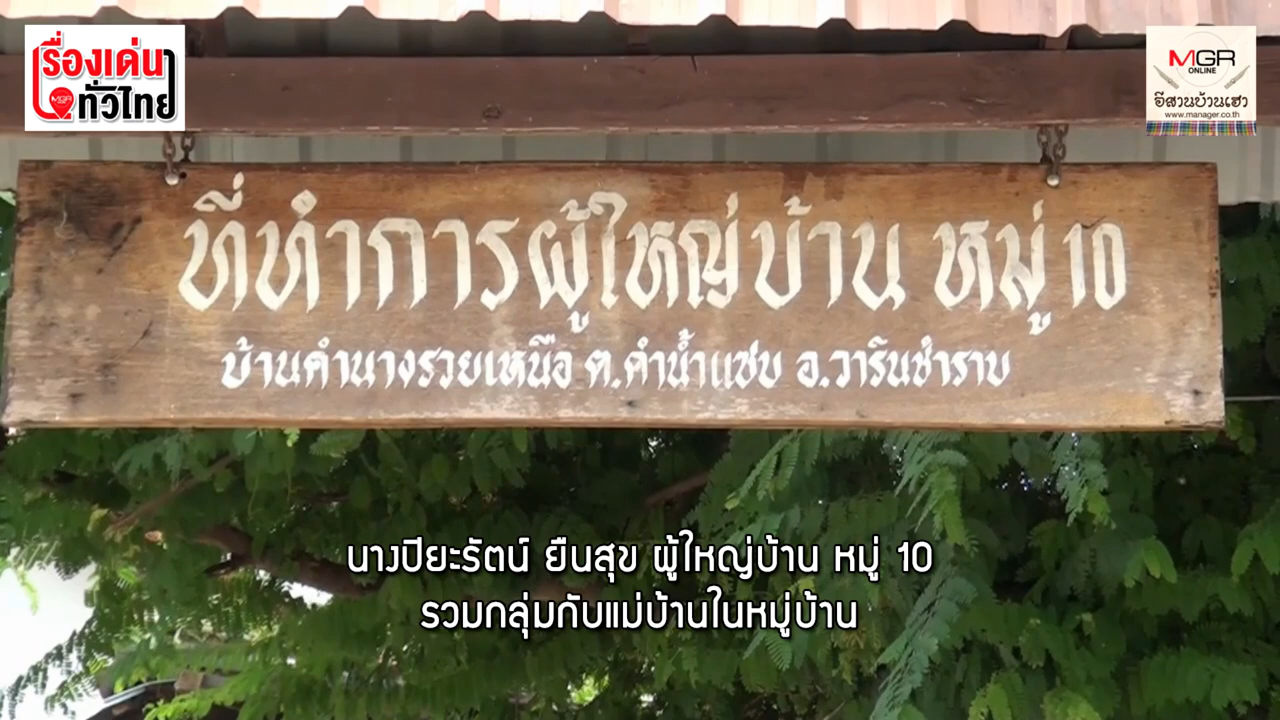 เรื่องเด่น
MGR
ทั่วไทย
MGR
ONLINE
อีสานบ้านเฮา
www.manager.co.th
ที่ทำการผู้ใหญ่บ้าน หมู่ 10
บ้านคำนางรวยเหนือ ต.คำน้ำแซบ อ.วารินชำราบ
นางปิยะรัตน์ ยืนสุข ผู้ใหญ่บ้าน หมู่ 10
รวมกลุ่มกับแม่บ้านในหมู่บ้าน